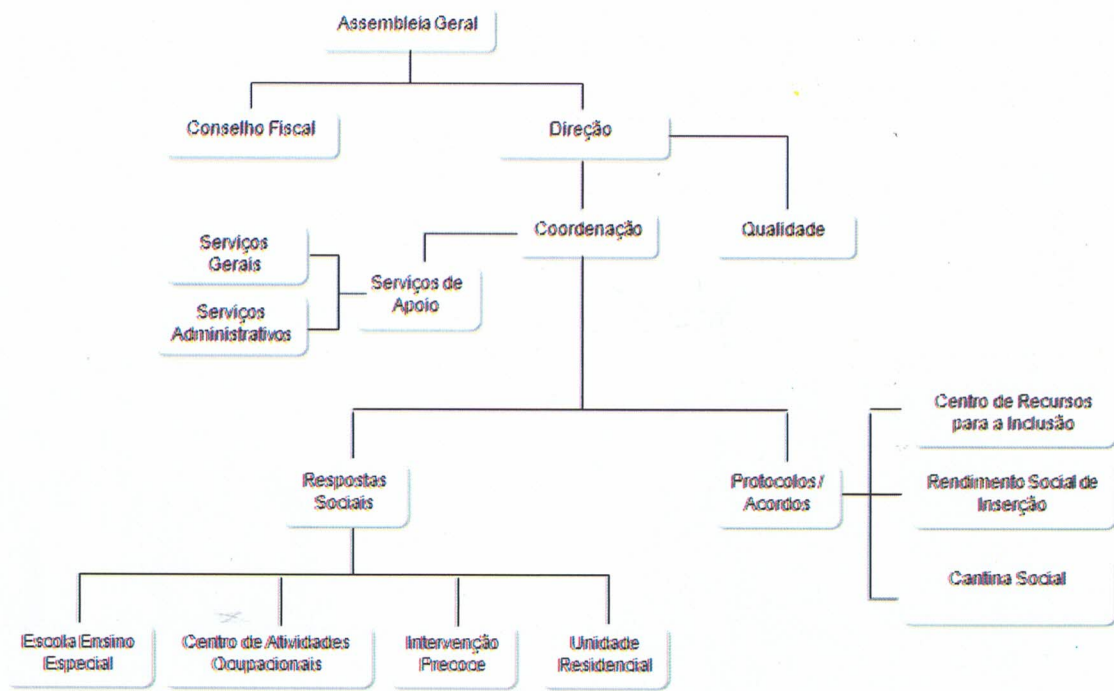 Assembleia Geral
Conselho Fiscal
Direção
Coordenação
Qualidade
Serviços
Gerais
Serviços de
Apoio
Serviços
Administrativos
Centro de Recursos
para a Inclusão
Respostas
Sociais
Protocolos /
Acordos
Rendimento Social de
Inserção
Cantina Social
Escola Ensino
Especial
Centro de Atividades
Ocupacionais
Intervenção
Precoce
Unidade
Residencial